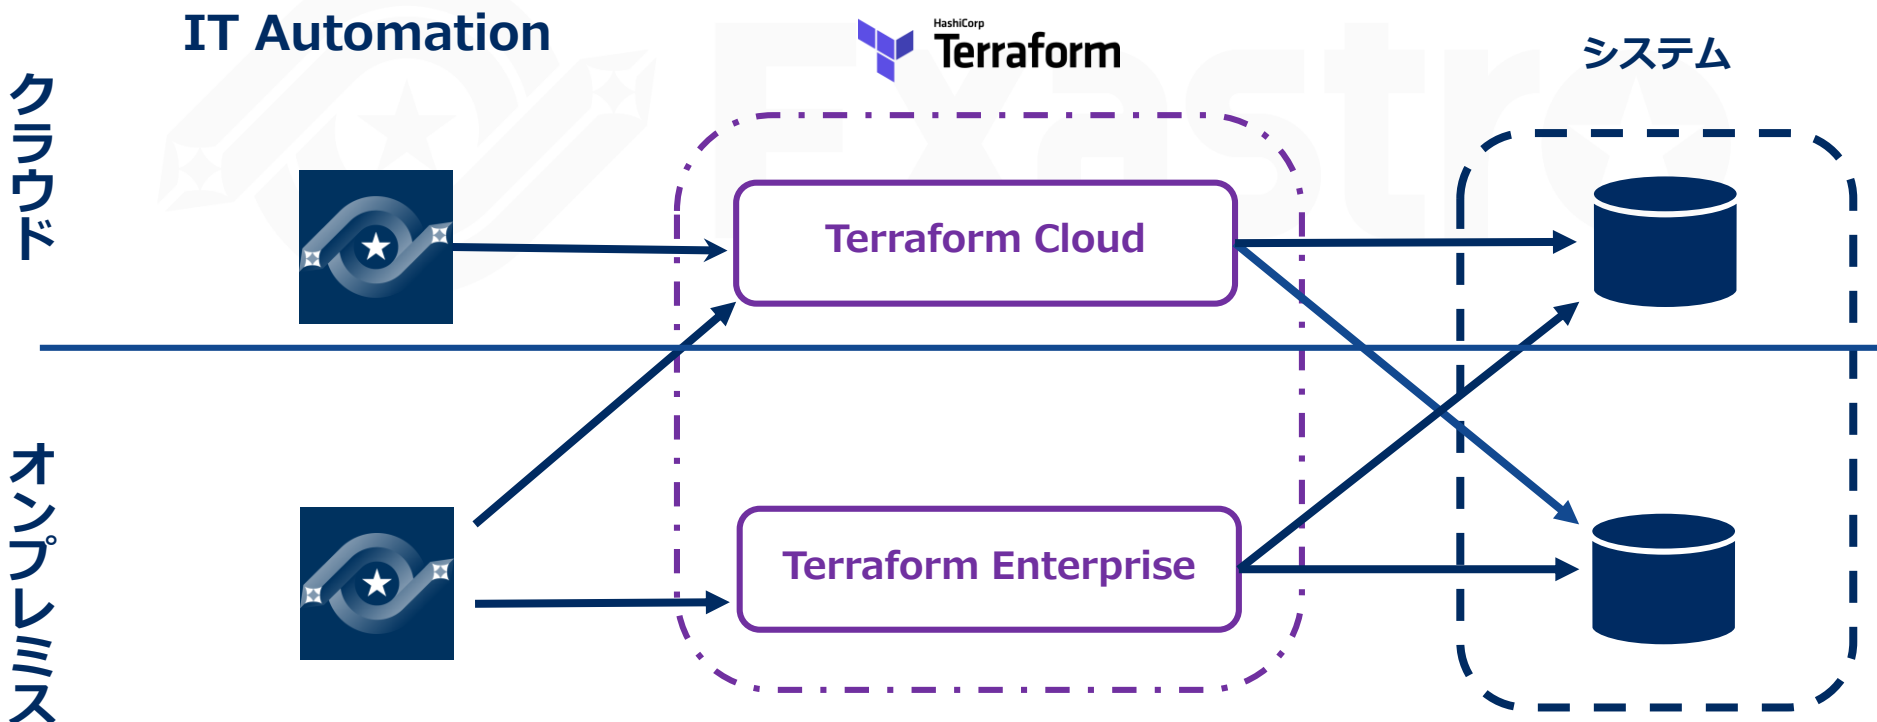 IT Automation
HashiCorp
Terraform
システム
クラウド
Terraform Cloud
オンプレミス
Terraform Enterprise
Exastro